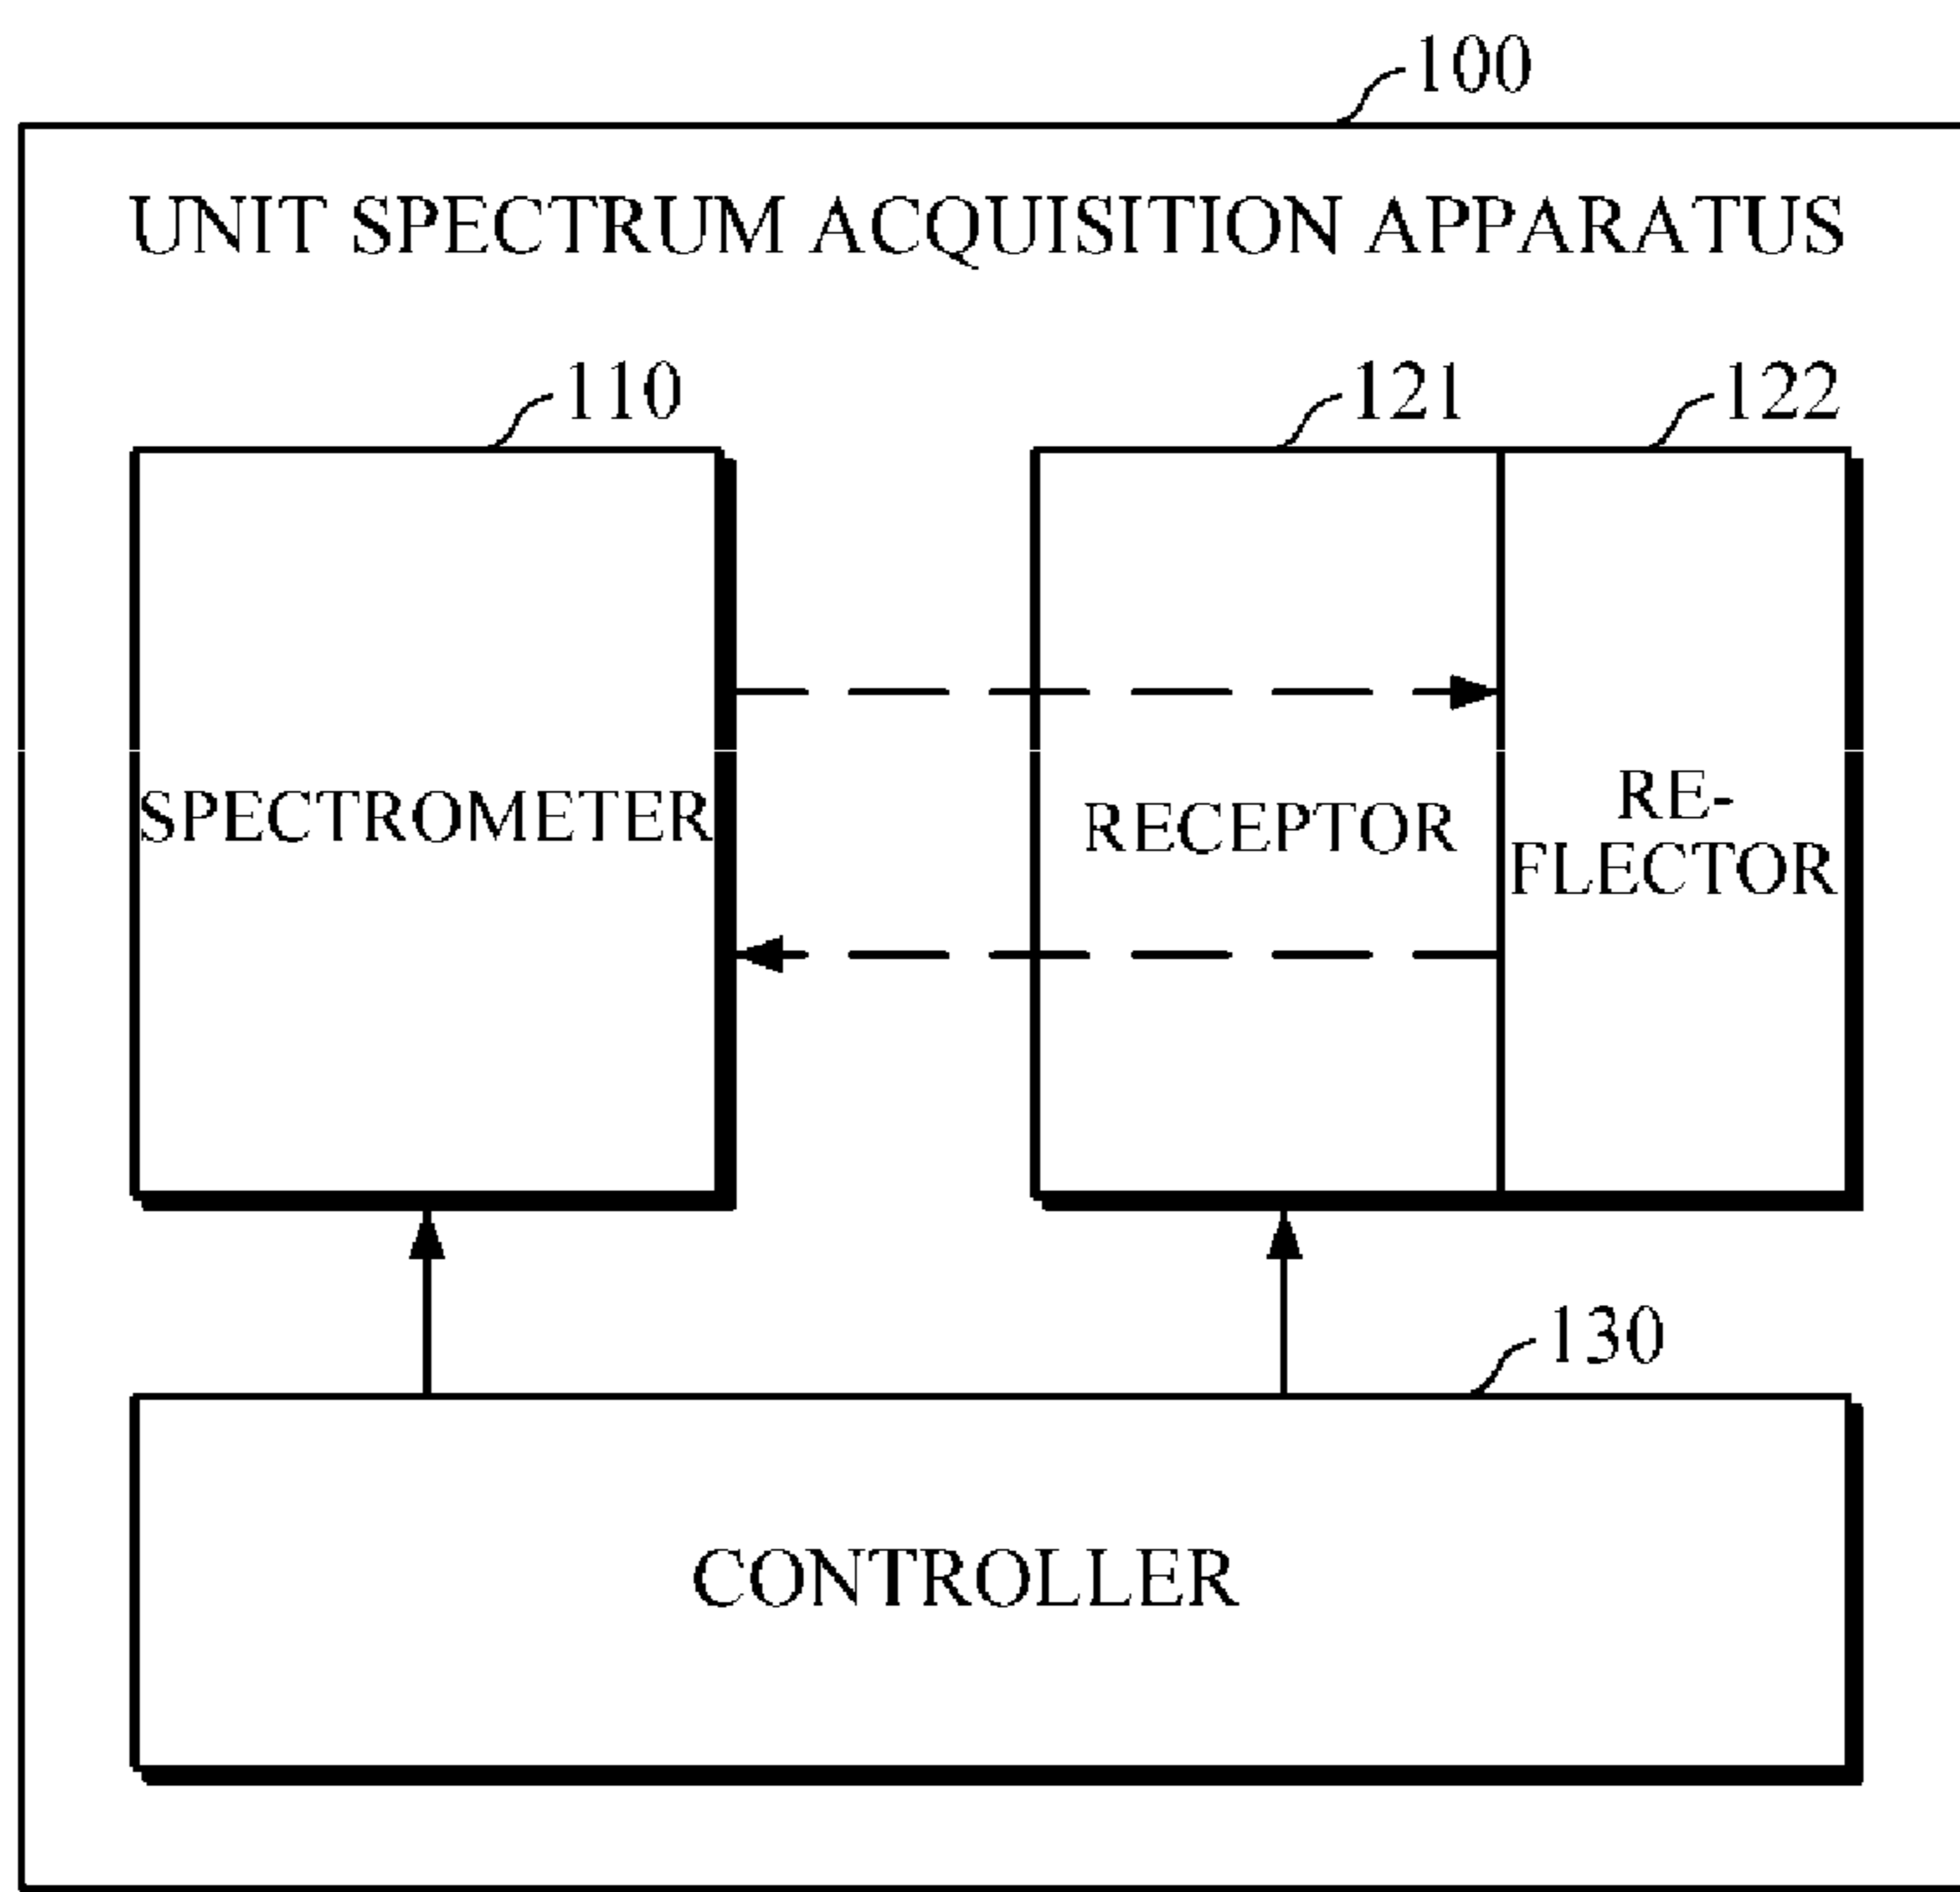 100
UNIT SPECTRUM ACQUISITION APPARATUS
110
121
122
SPECTROMETER
RECEPTOR
RE-
FLECTOR
130
CONTROLLER